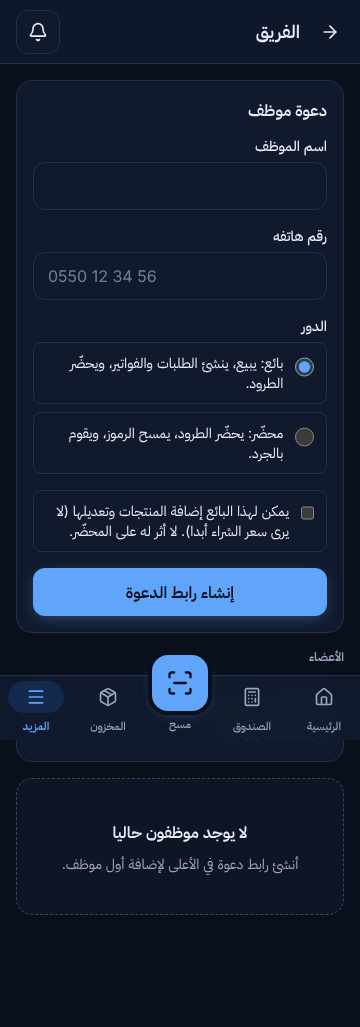 الفريق
دعوة موظف
اسم الموظف
رقم هاتفه
0550 12 34 56
الدور
بائع: يبيع، ينشئ الطلبات والفواتير، ويحضّر
الطرود.
محضّر: يحضّر الطرود، يمسح الرموز، ويقوم
بالجرد.
يمكن لهذا البائع إضافة المنتجات وتعديلها (لا
يرى سعر الشراء أبدا). لا أثر له على المحضّر.
إنشاء رابط الدعوة
الأعضاء
الرئيسية
الصندوق
مسح
المخزون
المزيد
لا يوجد موظفون حاليا
أنشئ رابط دعوة في الأعلى لإضافة أول موظف.